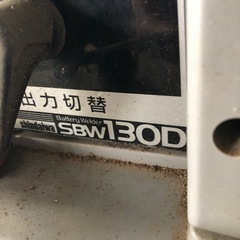 出力切替
Battery Welder
shindaiwa SBW130D